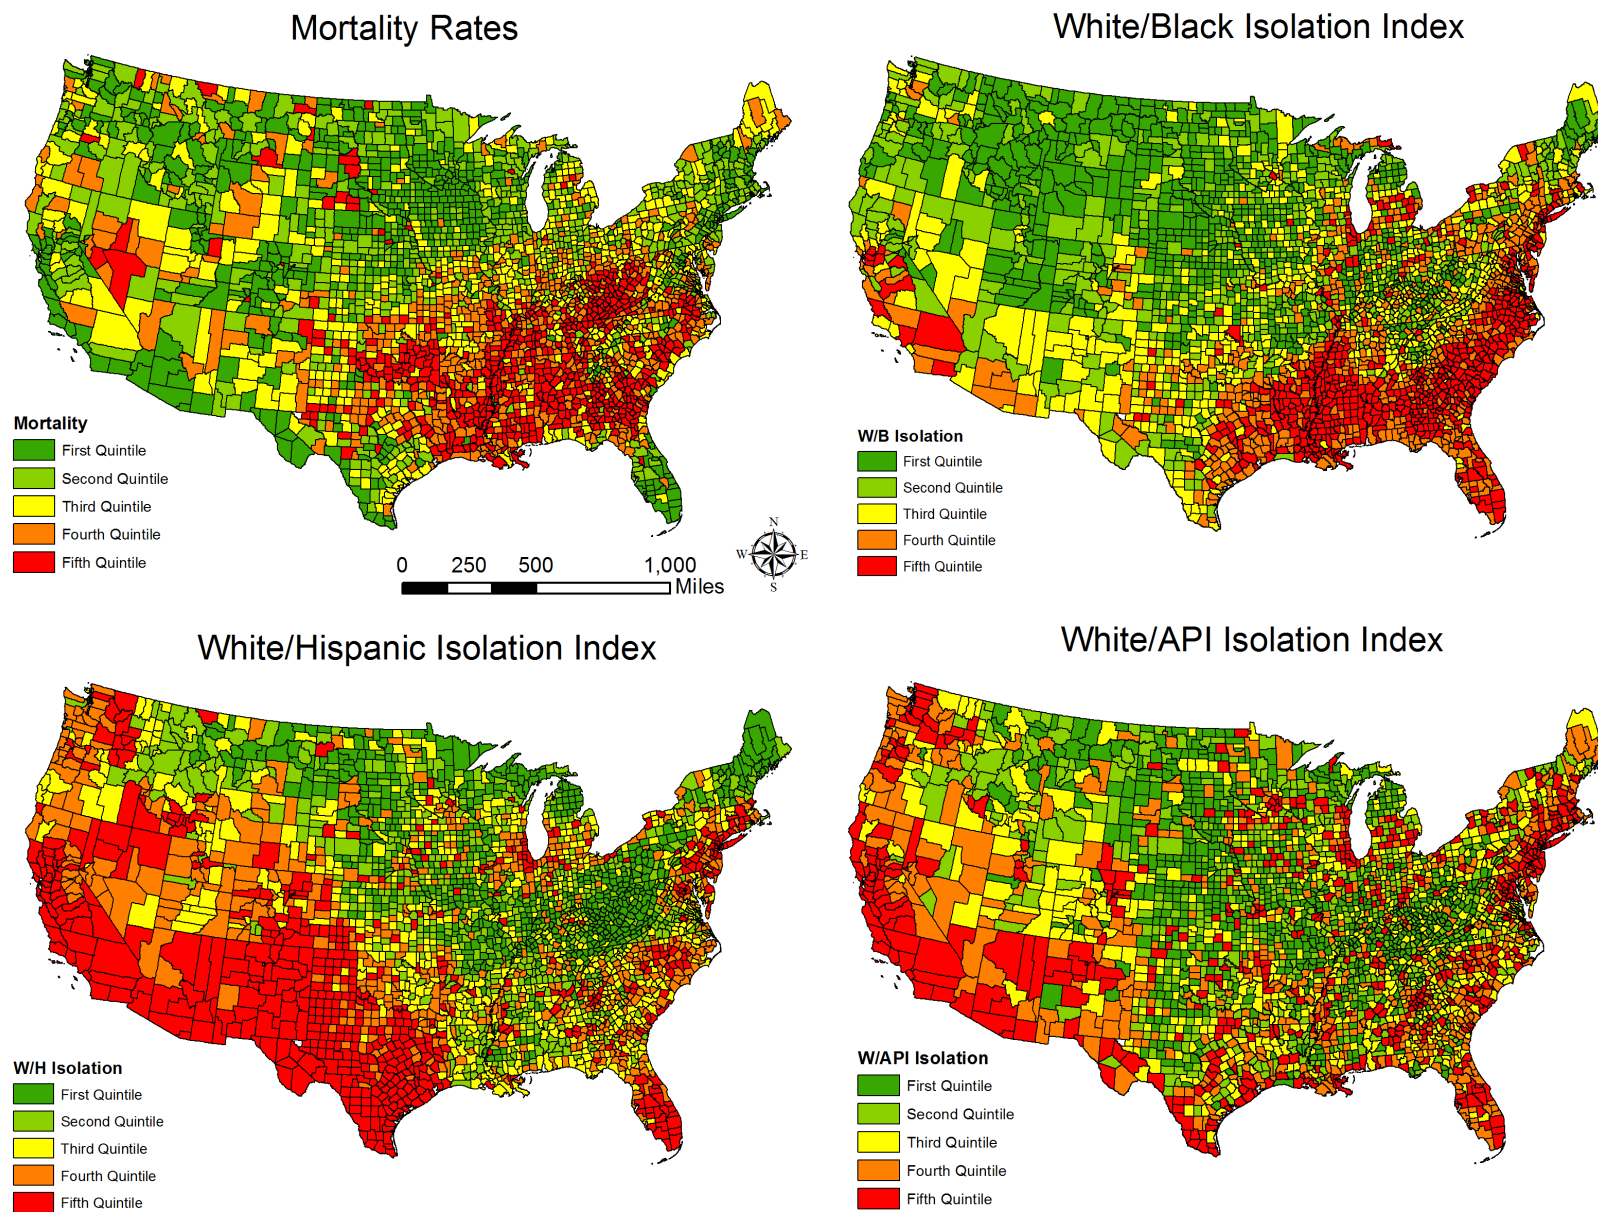 Mortality Rates
White/Black Isolation Index
Mortality
First Quintile
Second Quintile
Third Quintile
Fourth Quintile
Fifth Quintile
0 250 500 1,000
Miles
N
W E
S
W/B Isolation
First Quintile
Second Quintile
Third Quintile
Fourth Quintile
Fifth Quintile
White/Hispanic Isolation Index
White/API Isolation Index
W/H Isolation
First Quintile
Second Quintile
Third Quintile
Fourth Quintile
Fifth Quintile
W/API Isolation
First Quintile
Second Quintile
Third Quintile
Fourth Quintile
Fifth Quintile